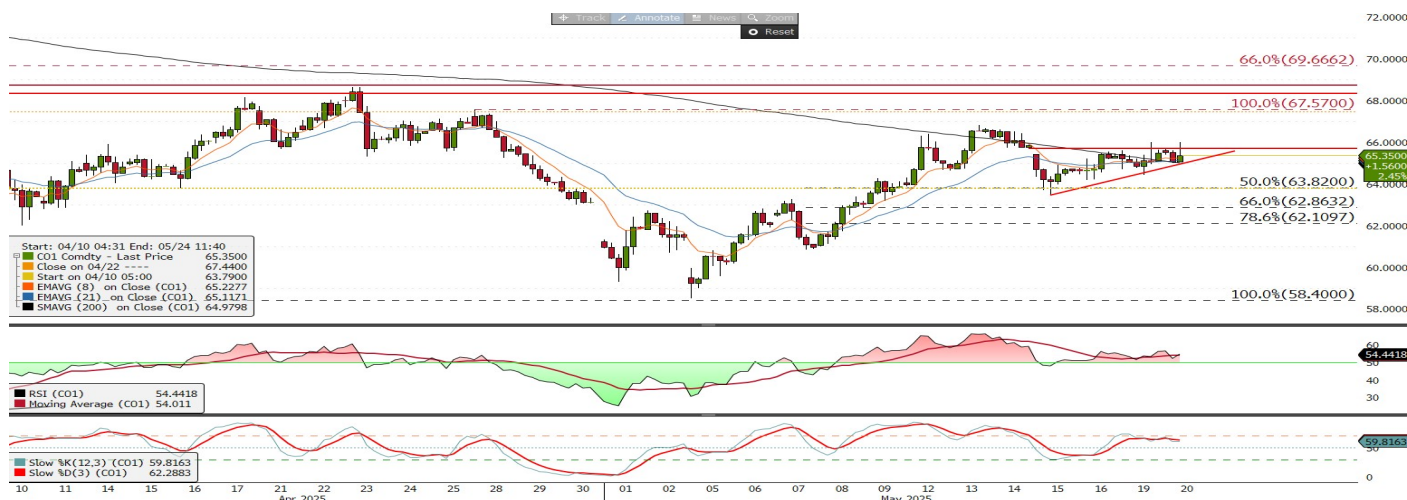 Track Annotate News Zoom
Reset
72.0000
66.0%(69.6662)
70.0000
100.0%(67.5700)
68.0000
66.0000
65.3500
+1.5600
2.45%
64.0000
50.0%(63.8200)
66.0%(62.8632)
78.6%(62.1097)
62.0000
60.0000
100.0%(58.4000)
58.0000
Start: 04/10 04:31 End: 05/24 11:40
CO1 Comdty - Last Price 65.3500
Close on 04/22 ---- 67.4400
Start on 04/10 05:00 63.7900
EMAVG (8) on Close (CO1) 65.2277
EMAVG (21) on Close (CO1) 65.1171
SMAVG (200) on Close (CO1) 64.9798
60
54.4418
50
40
30
RSI (CO1) 54.4418
Moving Average (CO1) 54.011
59.8163
50
0
Slow %K(12,3) (CO1) 59.8163
Slow %D(3) (CO1) 62.2883
10 11 14 15 16 17 21 22 23 24 25 28 29 30 01 02 05 06 07 08 09 12 13 14 15 16 19 20
Apr 2025 May 2025